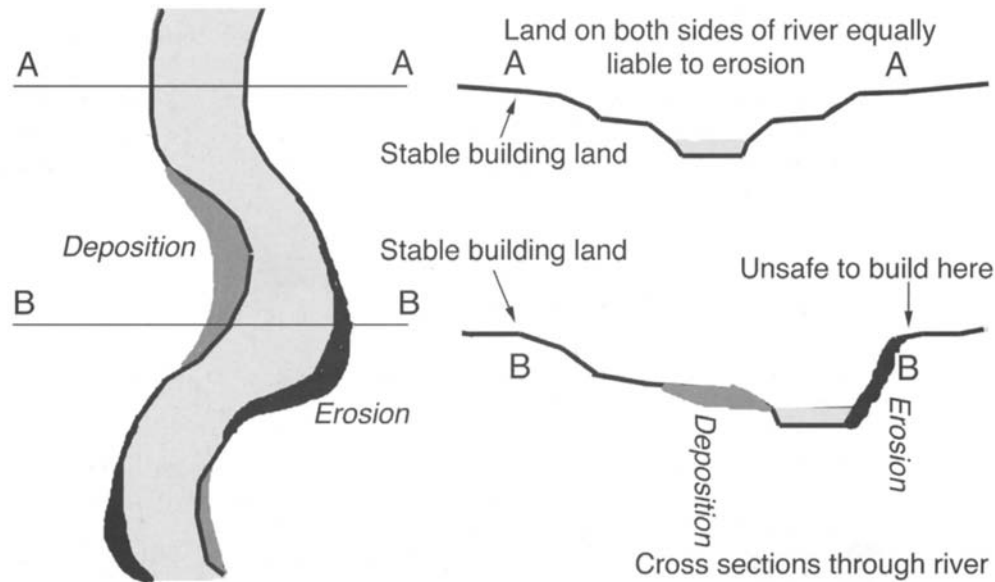 A
A
Deposition
B
B
Erosion
Land on both sides of river equally
liable to erosion
A
A
Stable building land
Stable building land
Unsafe to build here
B
B
Deposition
Erosion
Cross sections through river